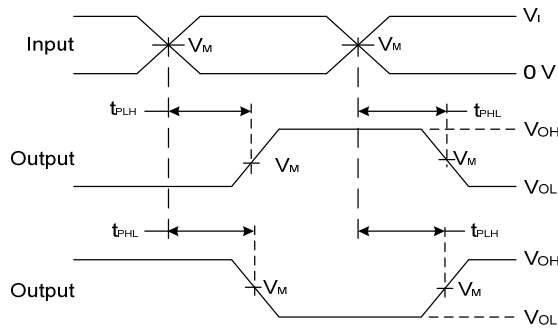 VI
Input
VM
VM
0 V
tPLH
tPHL
VOH
Output
VM
VM
VOL
tPHL
tPLH
VOH
Output
VM
VM
VOL